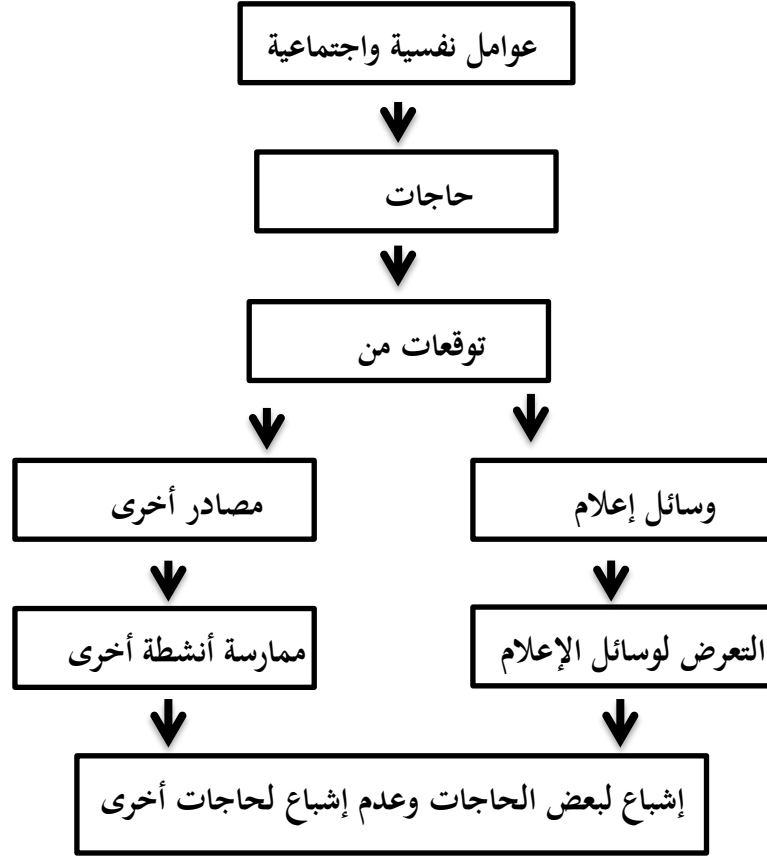 عوامل نفسية واجتماعية
حاجات
توقعات من
وسائل إعلام
مصادر أخرى
التعرض لوسائل الإعلام
ممارسة أنشطة أخرى
إشباع لبعض الحاجات وعدم إشباع لحاجات أخرى